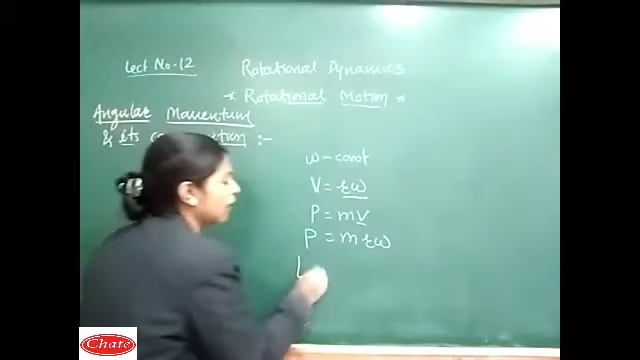 Lect No-12 Rotational Dynamics
* Rotational Motion *
Angular Momentum
& its :-
ω - const
V = rω
P = mV
P = mrω
L
Chate